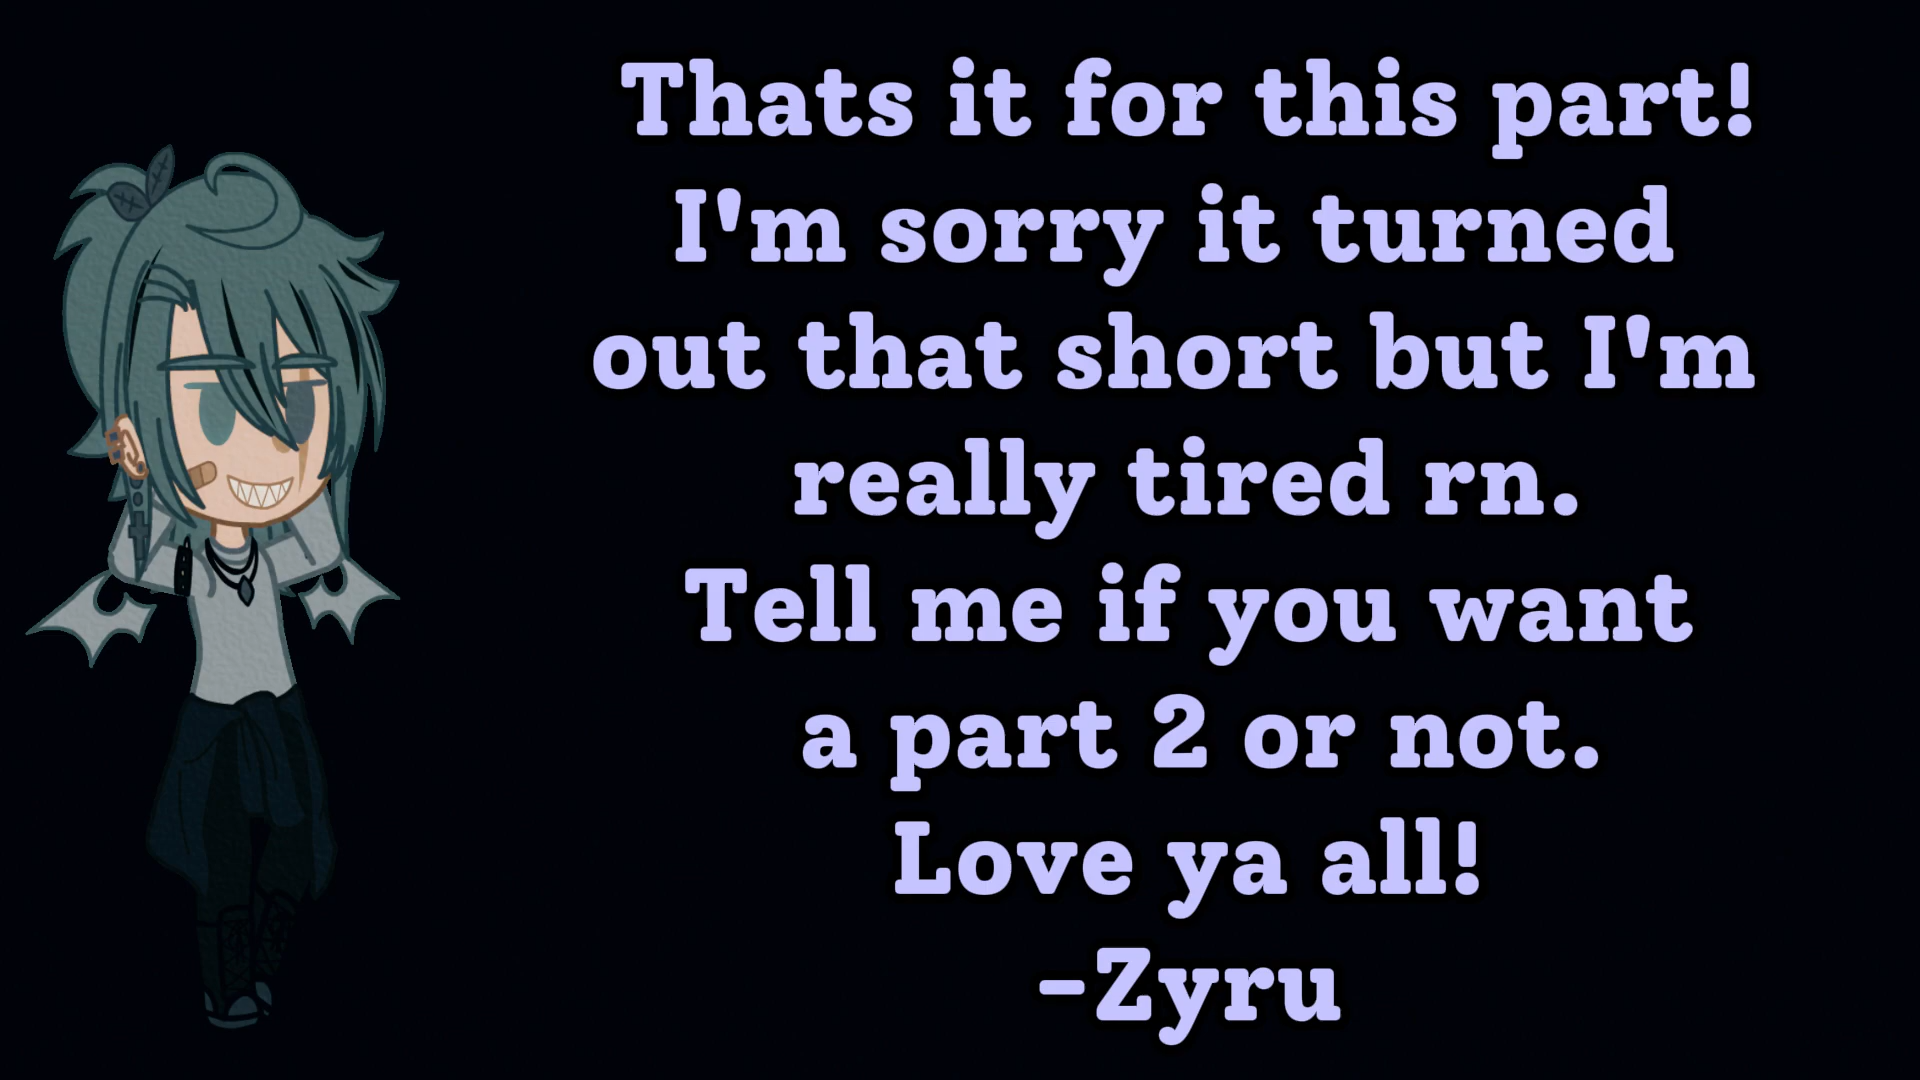 Thats it for this part!
I'm sorry it turned
out that short but I'm
really tired rn.
Tell me if you want
a part 2 or not.
Love ya all!
-Zyru